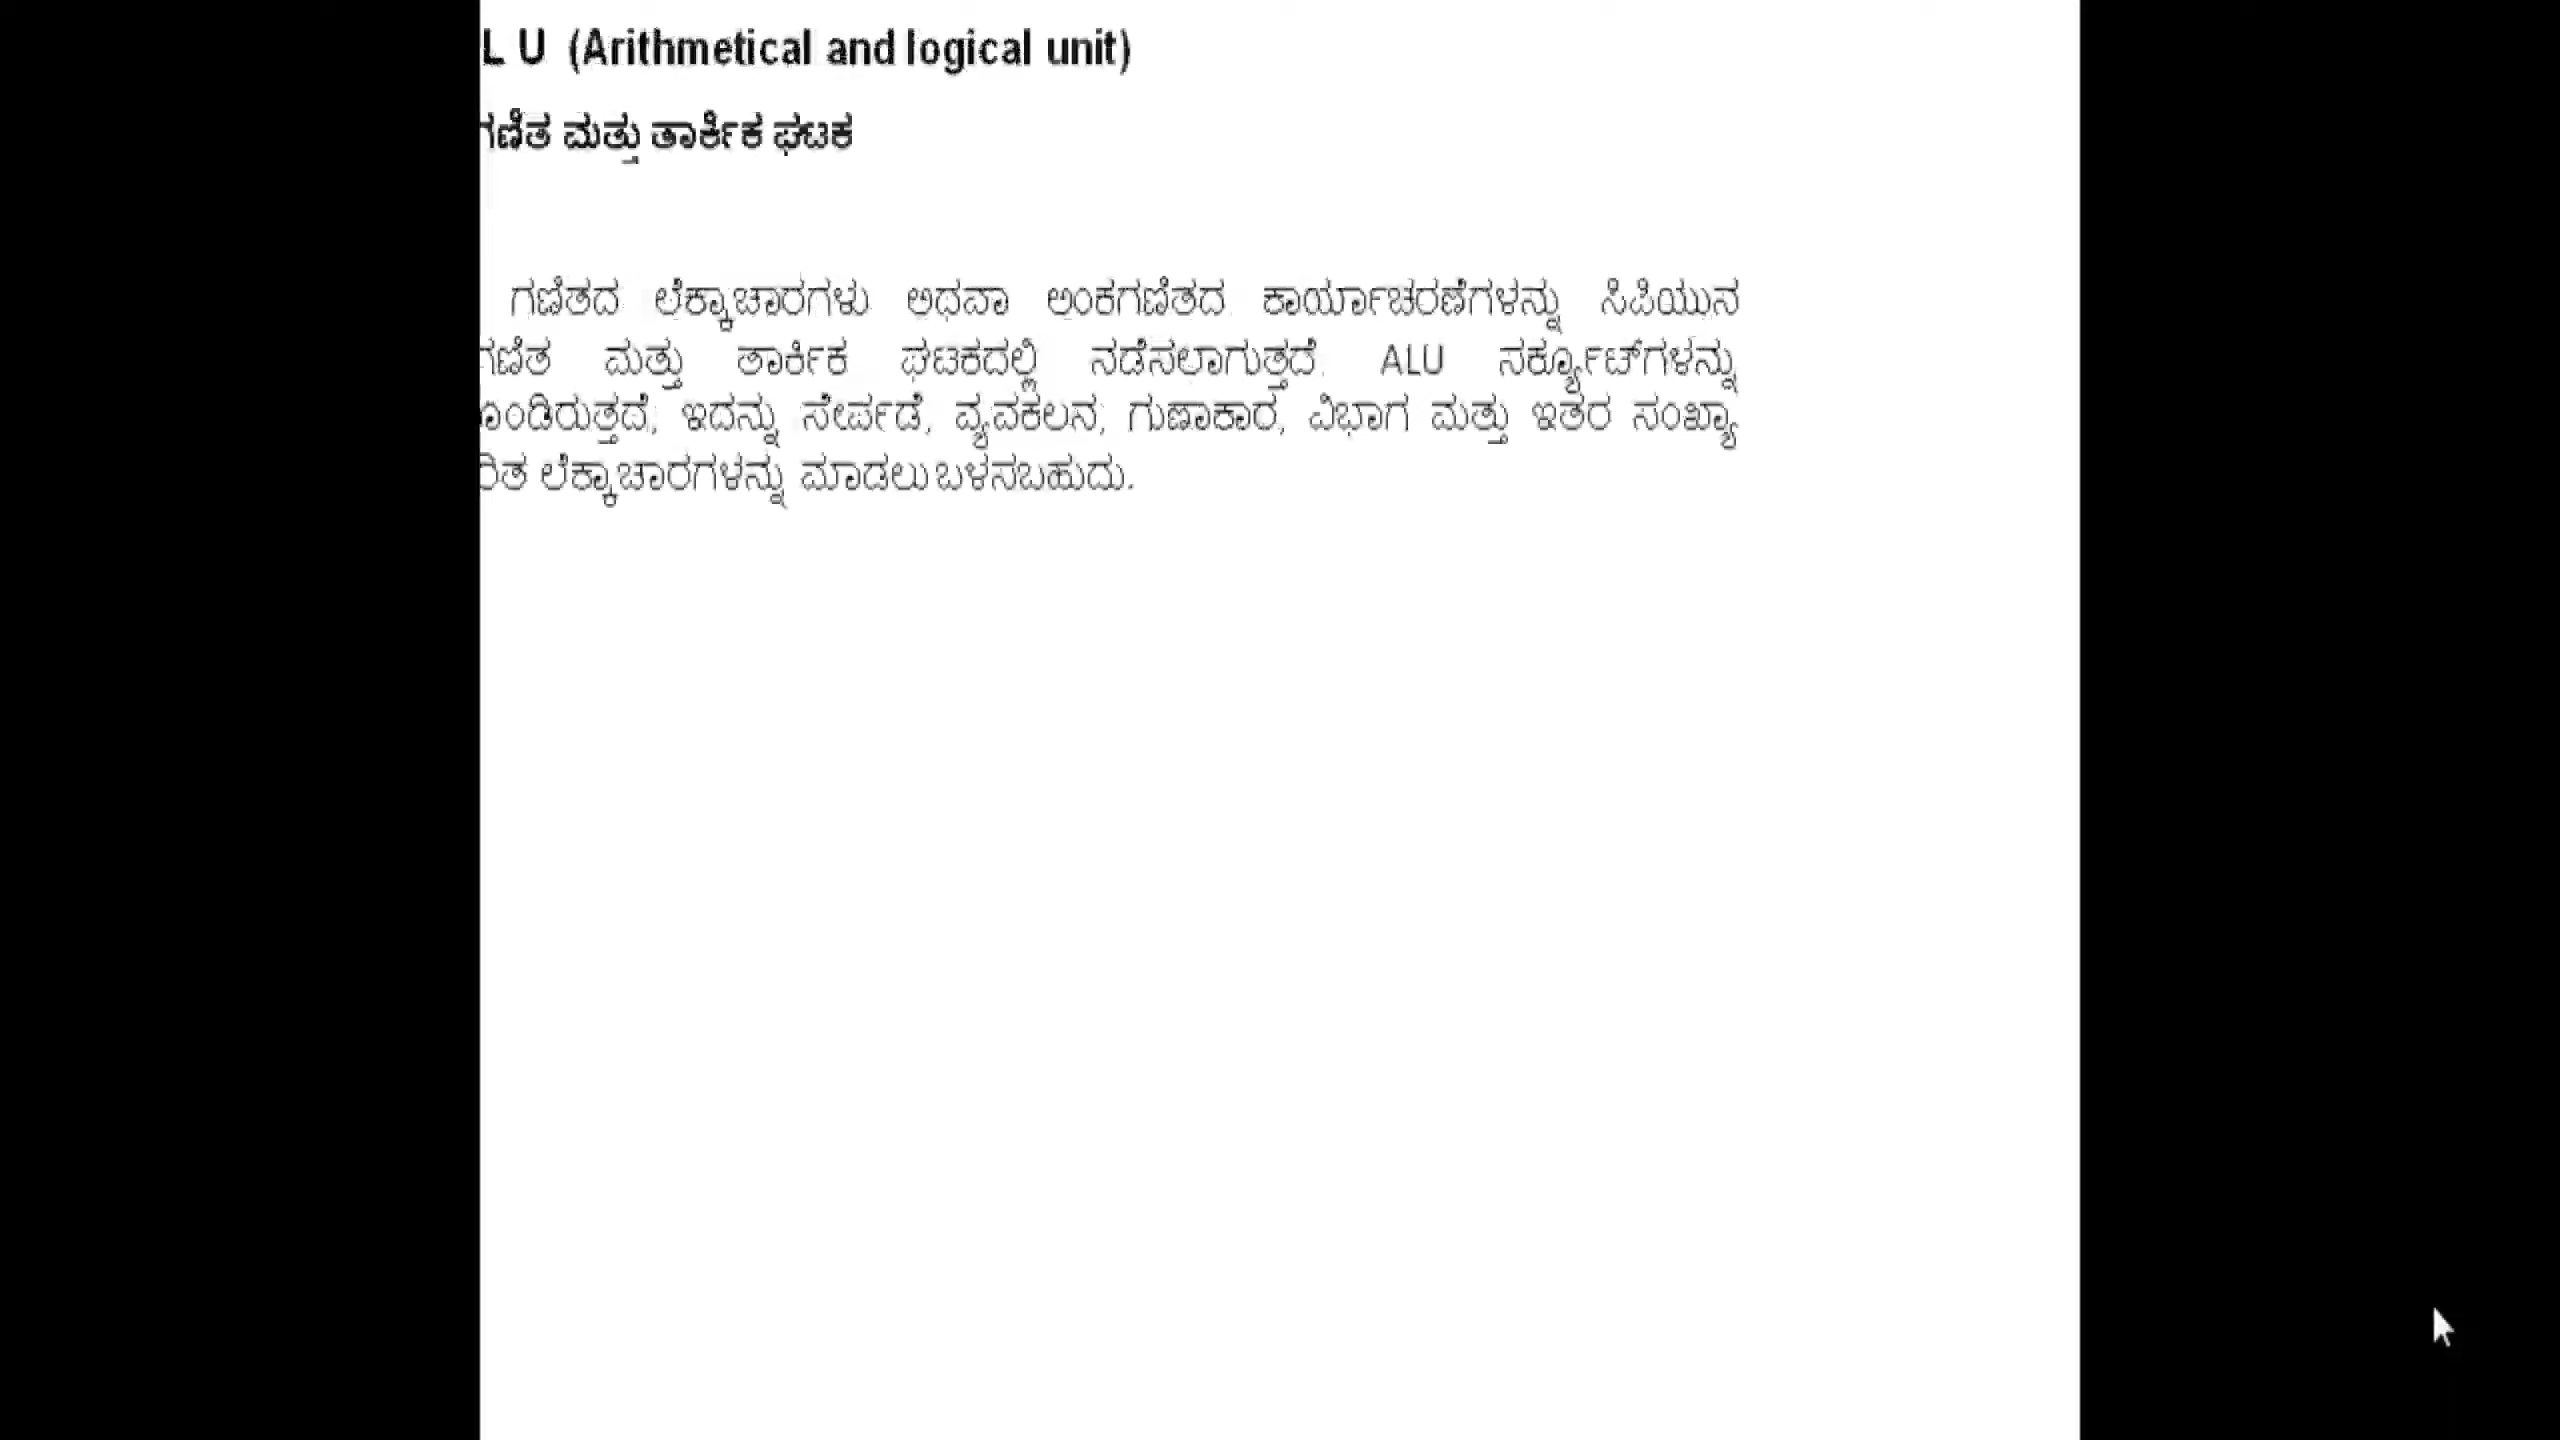 L U (Arithmetical and logical unit)
ಗಣಿತ ಮತ್ತು ತಾರ್ಕಿಕ ಘಟಕ
ಗಣಿತದ ಲೆಕ್ಕಾಚಾರಗಳು ಅಥವಾ ಅಂಕಗಣಿತದ ಕಾರ್ಯಾಚರಣೆಗಳನ್ನು ಸಿಪಿಯುನ
ಗಣಿತ ಮತ್ತು ತಾರ್ಕಿಕ ಘಟಕದಲ್ಲಿ ನಡೆಸಲಾಗುತ್ತದೆ. ALU ಸರ್ಕ್ಯೂಟ್‌ಗಳನ್ನು
ಇದನ್ನು ಸೇರ್ಪಡೆ, ವ್ಯವಕಲನ, ಗುಣಾಕಾರ, ವಿಭಾಗ ಮತ್ತು ಇತರ ಸಂಖ್ಯಾ
ಲೆಕ್ಕಾಚಾರಗಳನ್ನು ಮಾಡಲು ಬಳಸಬಹುದು.